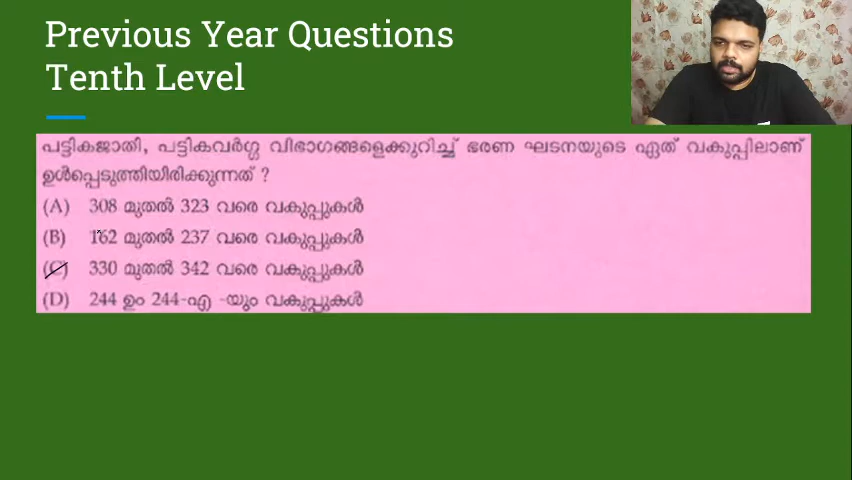 Previous Year Questions
Tenth Level
പട്ടികജാതി, പട്ടികവർഗ്ഗ വിഭാഗങ്ങളെക്കുറിച്ച് ഭരണ ഘടനയുടെ ഏത് വകുപ്പിലാണ്
ഉൾപ്പെടുത്തിയിരിക്കുന്നത് ?
(A) 308 മുതൽ 323 വരെ വകുപ്പുകൾ
(B) 162 മുതൽ 237 വരെ വകുപ്പുകൾ
(C) 330 മുതൽ 342 വരെ വകുപ്പുകൾ
(D) 244 ഉം 244-എ -യും വകുപ്പുകൾ